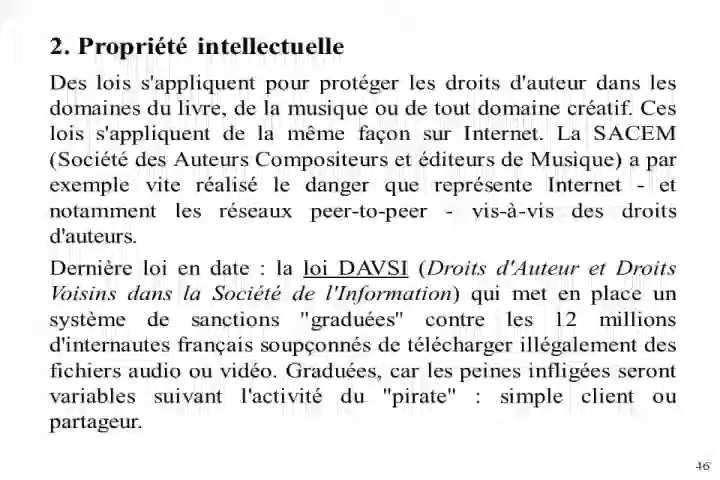 2. Propriété intellectuelle
Des lois s'appliquent pour protéger les droits d'auteur dans les
domaines du livre, de la musique ou de tout domaine créatif. Ces
lois s'appliquent de la même façon sur Internet. La SACEM
(Société des Auteurs Compositeurs et éditeurs de Musique) a par
exemple vite réalisé le danger que représente Internet - et
notamment les réseaux peer-to-peer - vis-à-vis des droits
d'auteurs.
Dernière loi en date : la loi DAVSI (Droits d'Auteur et Droits
Voisins dans la Société de l'Information) qui met en place un
système de sanctions "graduées" contre les 12 millions
d'internautes français soupçonnés de télécharger illégalement des
fichiers audio ou vidéo. Graduées, car les peines infligées seront
variables suivant l'activité du "pirate" : simple client ou
partageur.
46